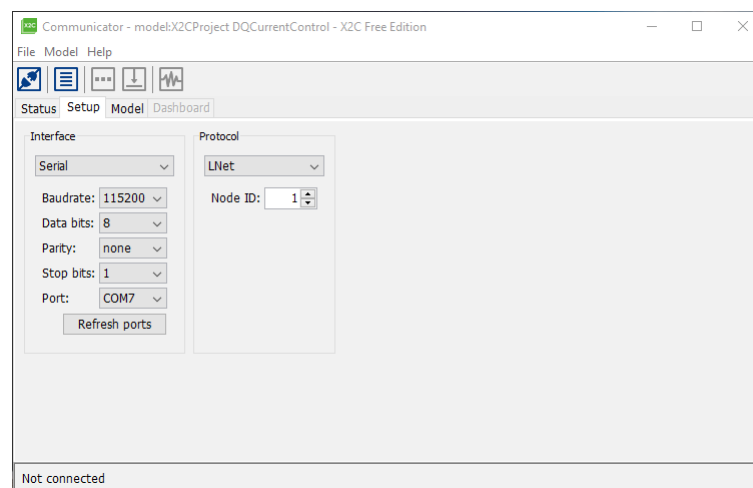 X2C Communicator - model:X2CProject DQCurrentControl - X2C Free Edition
File Model Help
Status Setup Model Dashboard
Interface Protocol
Serial LNet
Baudrate: 115200 Node ID: 1
Data bits: 8
Parity: none
Stop bits: 1
Port: COM7
Refresh ports
Not connected